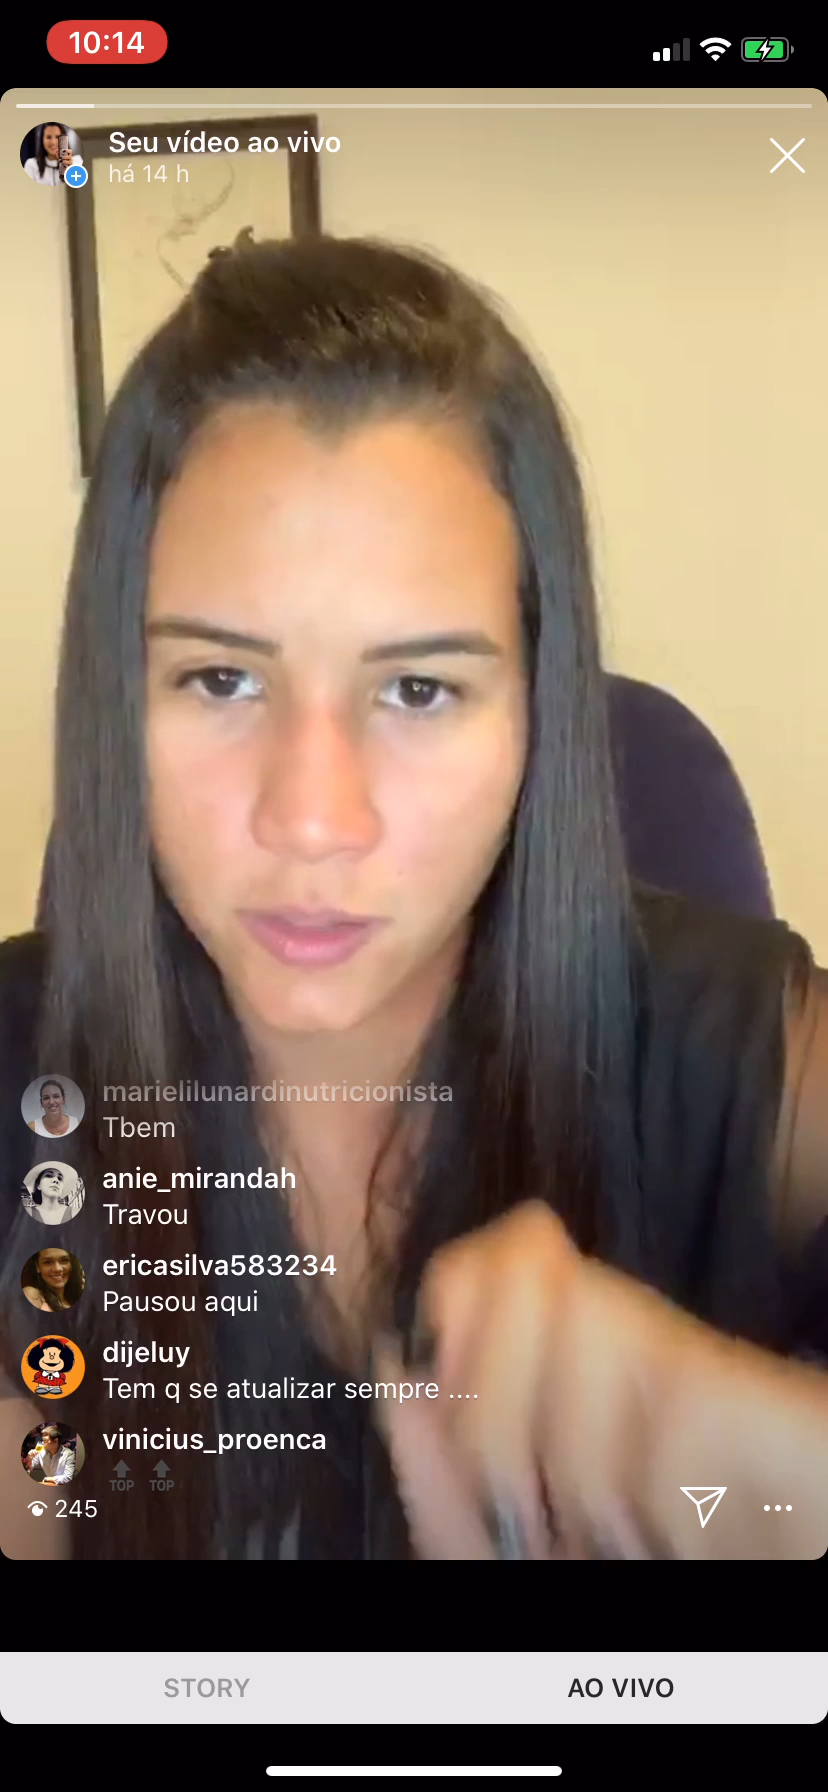 10:14
Seu vídeo ao vivo
há 14 h
marielilunardinutricionista
Tbem
anie_mirandah
Travou
ericasilva583234
Pausou aqui
dijeluy
Tem q se atualizar sempre ....
vinicius_proenca
TOP TOP
245
STORY
AO VIVO